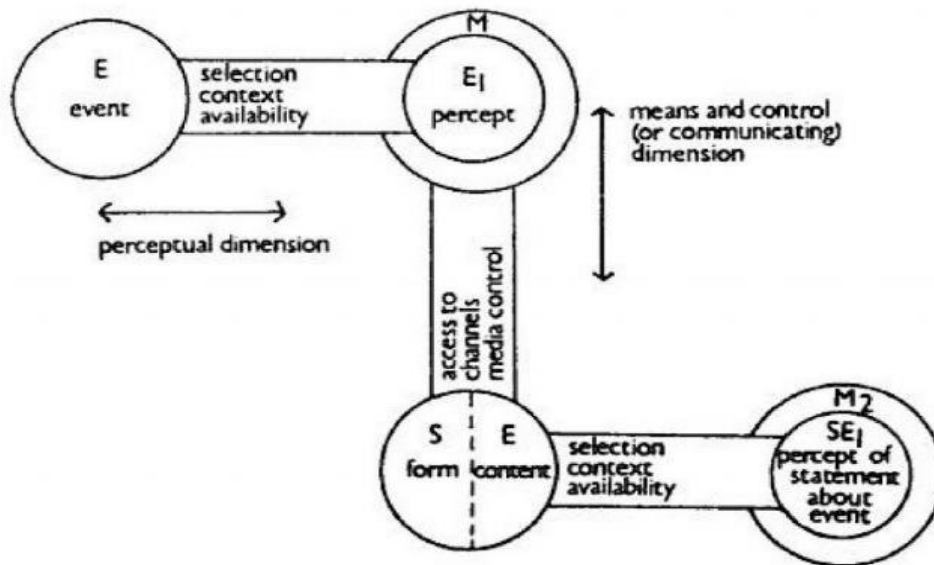 M
E
event
selection
context
availability
E1
percept
means and control
(or communicating)
dimension
perceptual dimension
access to
channels
media control
S
form
E
content
selection
context
availability
M2
SE1
percept of
statement
about
event